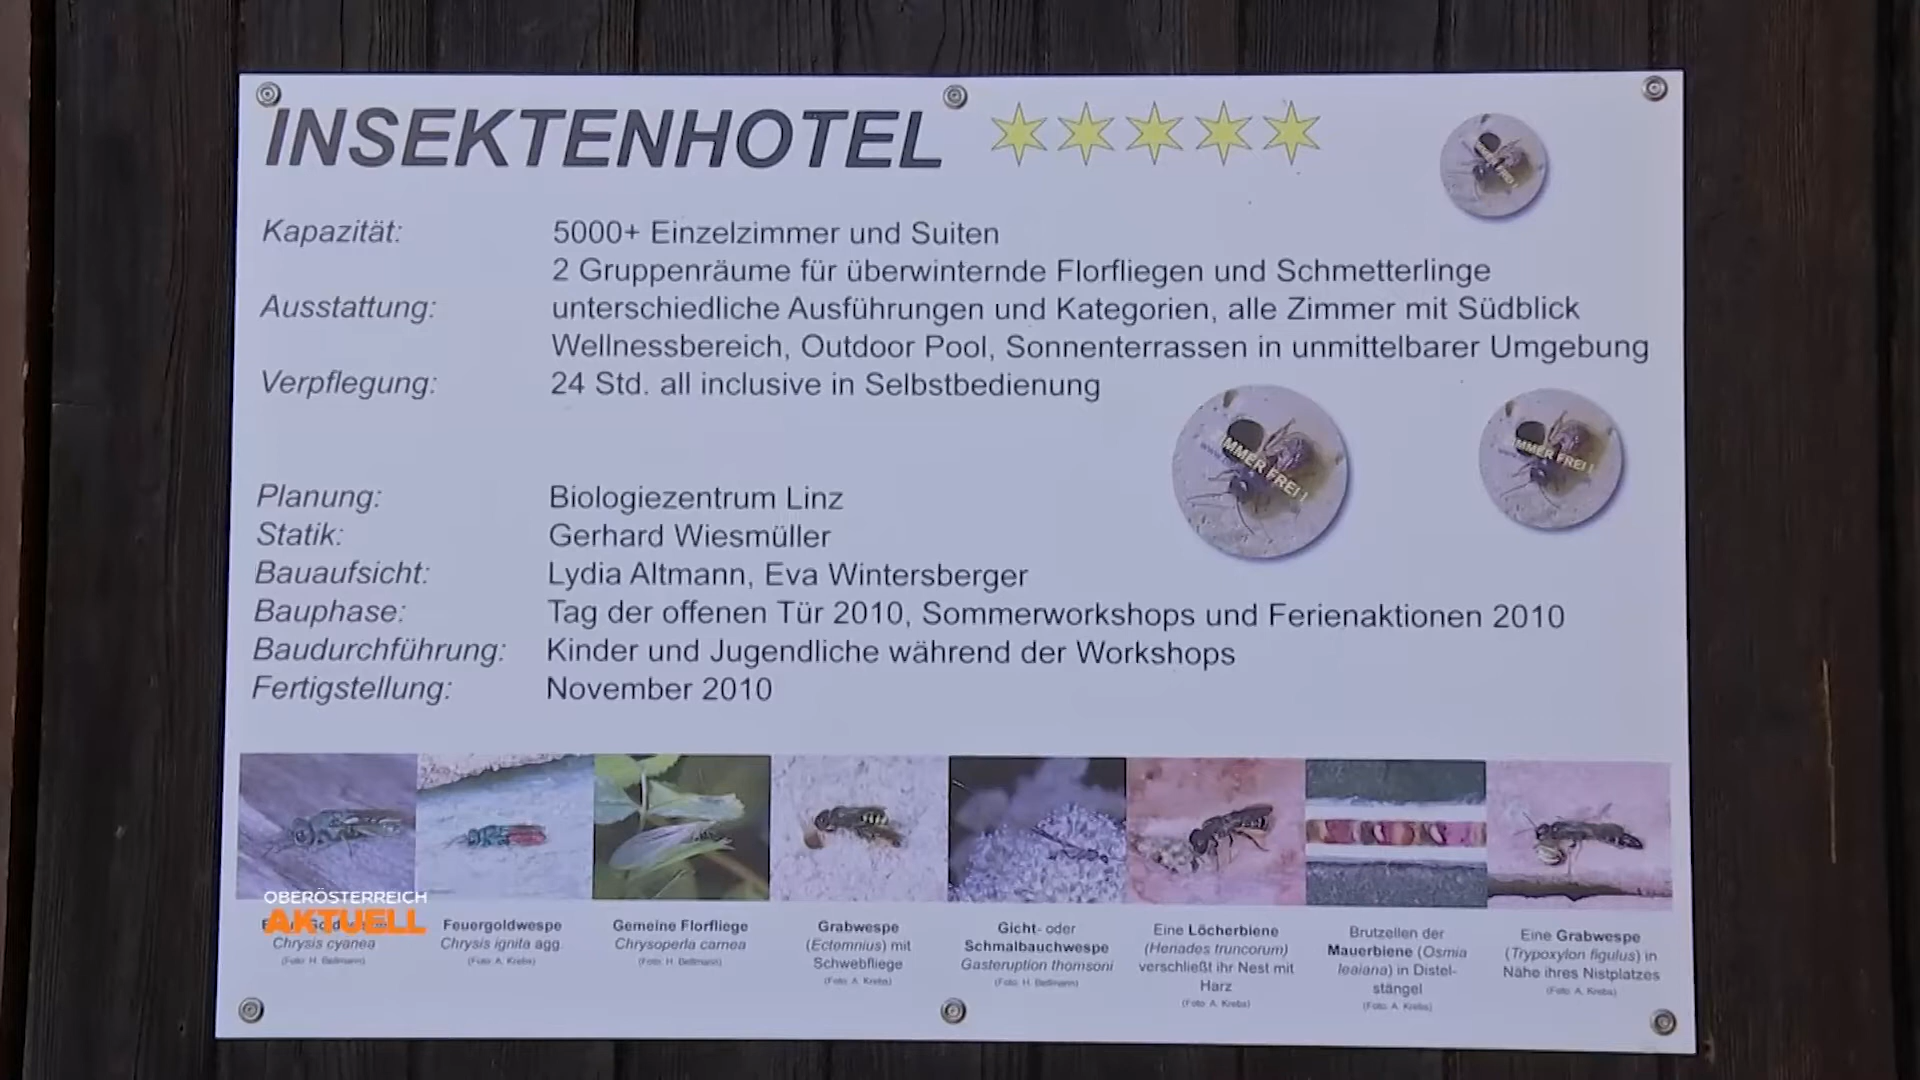 INSEKTENHOTEL
Kapazität: 5000+ Einzelzimmer und Suiten
2 Gruppenräume für überwinternde Florfliegen und Schmetterlinge
Ausstattung: unterschiedliche Ausführungen und Kategorien, alle Zimmer mit Südblick
Wellnessbereich, Outdoor Pool, Sonnenterrassen in unmittelbarer Umgebung
Verpflegung: 24 Std. all inclusive in Selbstbedienung
ZIMMER FREI !
ZIMMER FREI !
Planung: Biologiezentrum Linz
Statik: Gerhard Wiesmüller
Bauaufsicht: Lydia Altmann, Eva Wintersberger
Bauphase: Tag der offenen Tür 2010, Sommerworkshops und Ferienaktionen 2010
Baudurchführung: Kinder und Jugendliche während der Workshops
Fertigstellung: November 2010
OBERÖSTERREICH
AKTUELL
Chrysis cyanea
(Foto: H. Bellmann)
Feuergoldwespe
Chrysis ignita agg.
(Foto: A. Krebs)
Gemeine Florfliege
Chrysoperla carnea
(Foto: H. Bellmann)
Grabwespe
(Ectemnius) mit
Schwebfliege
(Foto: A. Krebs)
Gicht- oder
Schmalbauchwespe
Gasteruption thomsoni
(Foto: H. Bellmann)
Eine Löcherbiene
(Heriades truncorum)
verschließt ihr Nest mit
Harz
(Foto: A. Krebs)
Brutzellen der
Mauerbiene (Osmia
leaiana) in Distel-
stängel
(Foto: A. Krebs)
Eine Grabwespe
(Trypoxylon figulus) in
Nähe ihres Nistplatzes
(Foto: A. Krebs)